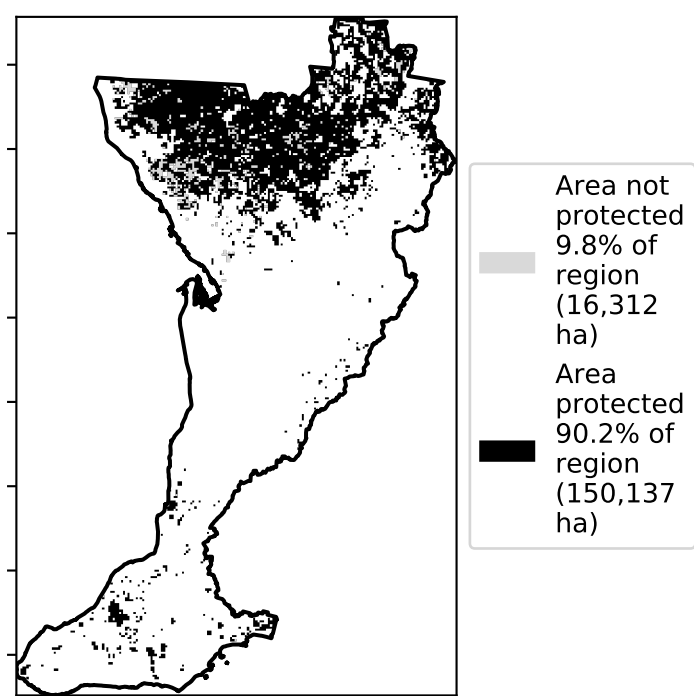 Area not
protected
9.8% of
region
(16,312
ha)
Area
protected
90.2% of
region
(150,137
ha)